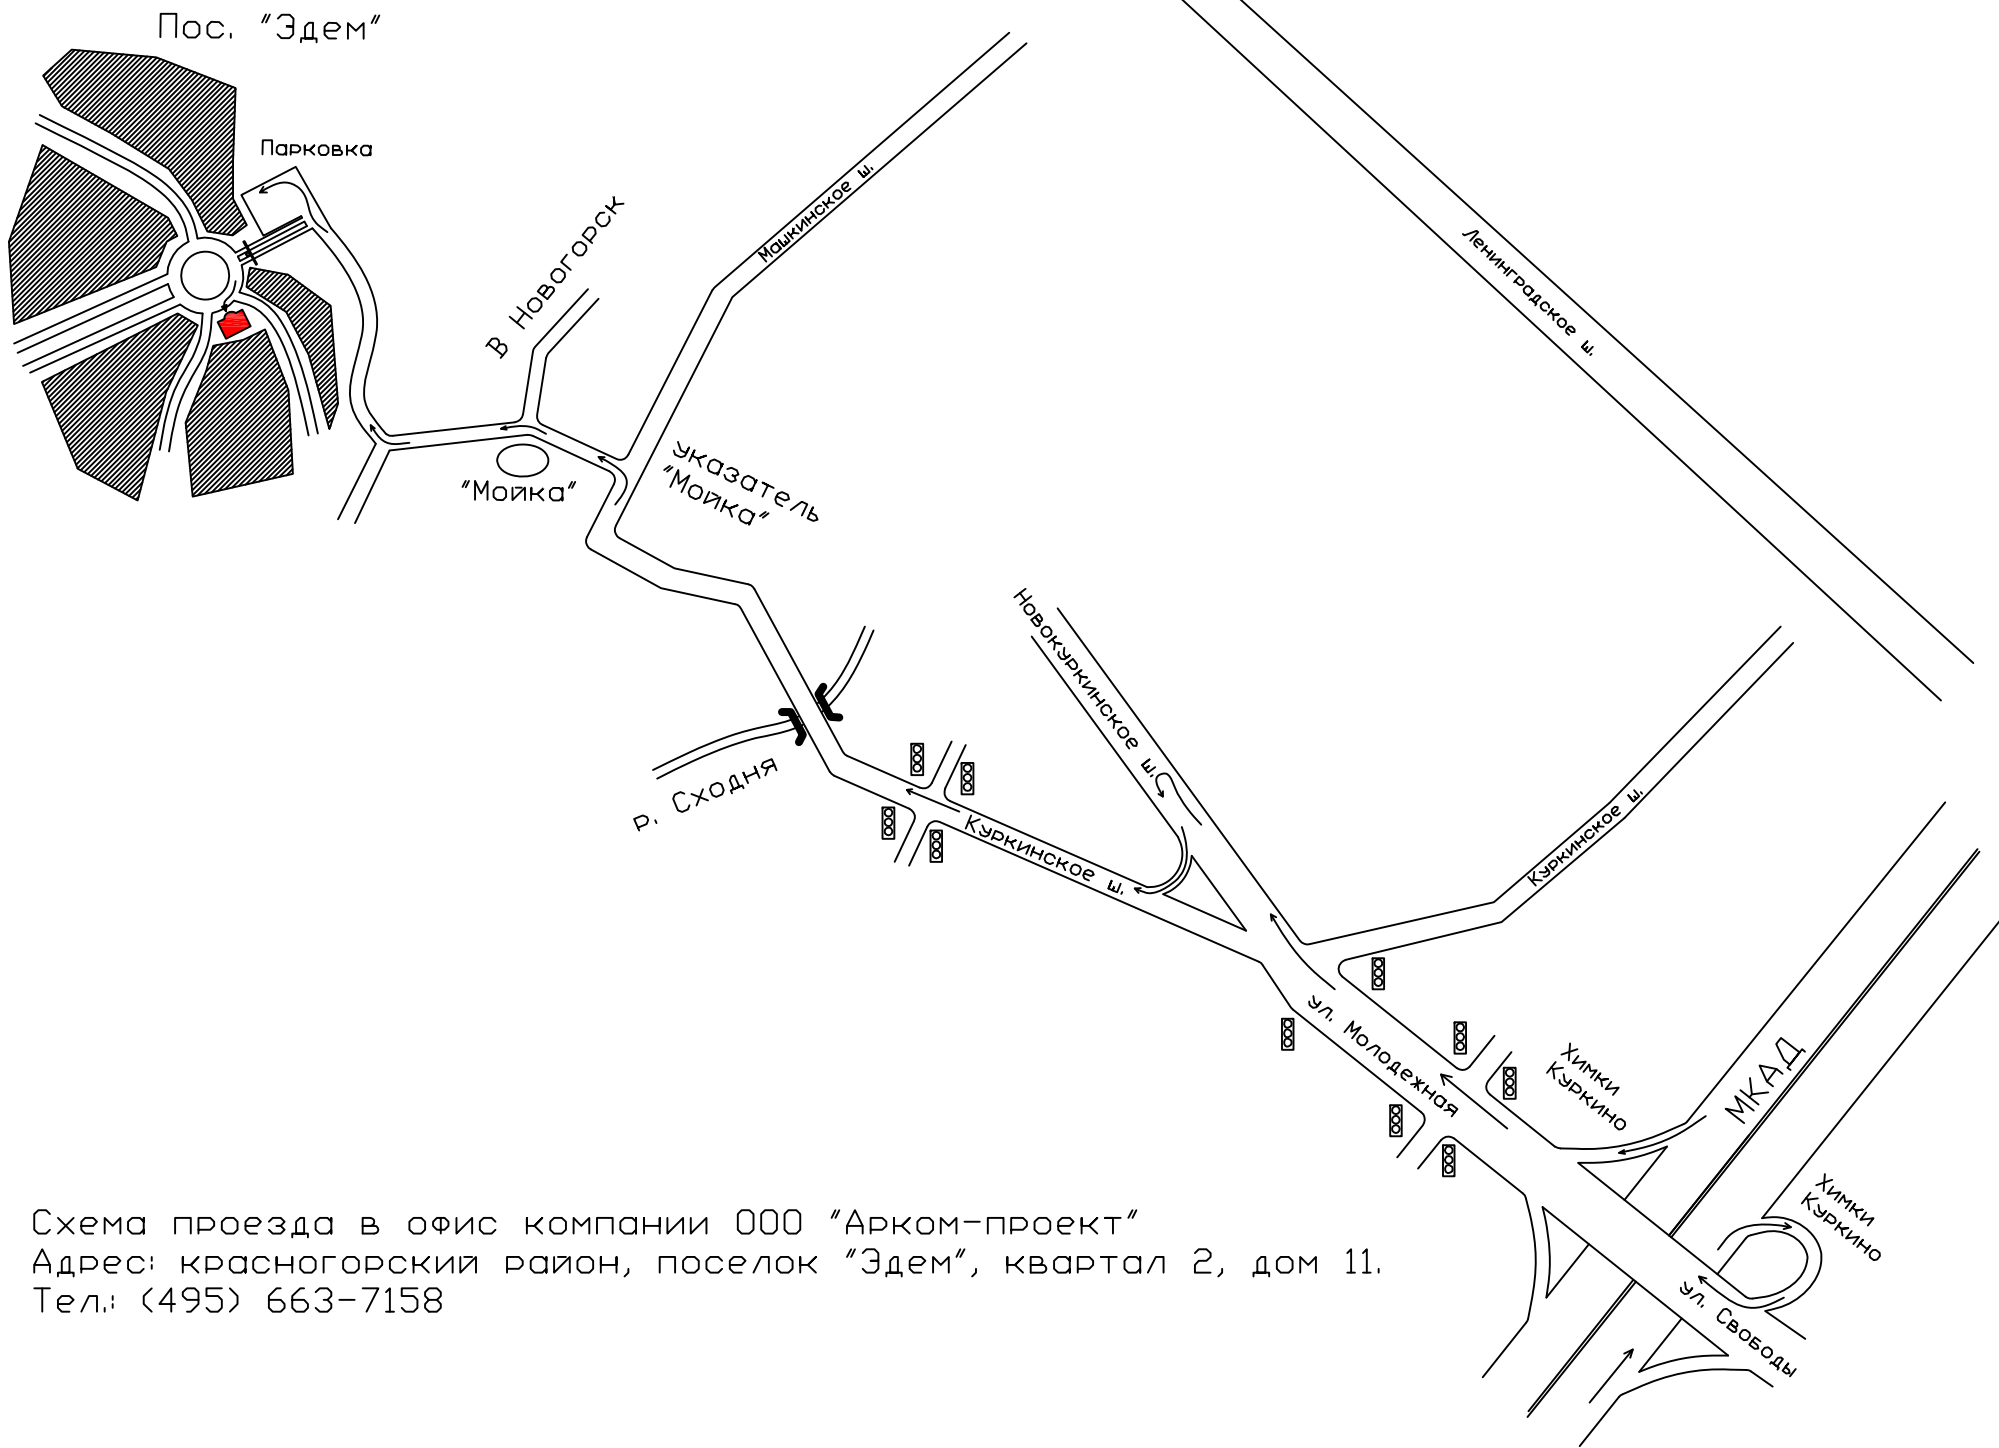 Пос. "Эдем"
Парковка
В Новогорск
Машкинское ш.
Ленинградское ш.
указатель
"Мойка"
"Мойка"
Новокуркинское ш.
р. Сходня
Куркинское ш.
Куркинское ш.
ул. Молодежная
Химки
Куркино
МКАД
Химки
Куркино
ул. Свободы
Схема проезда в офис компании ООО "Арком-проект"
Адрес: красногорский район, поселок "Эдем", квартал 2, дом 11.
Тел.: (495) 663-7158